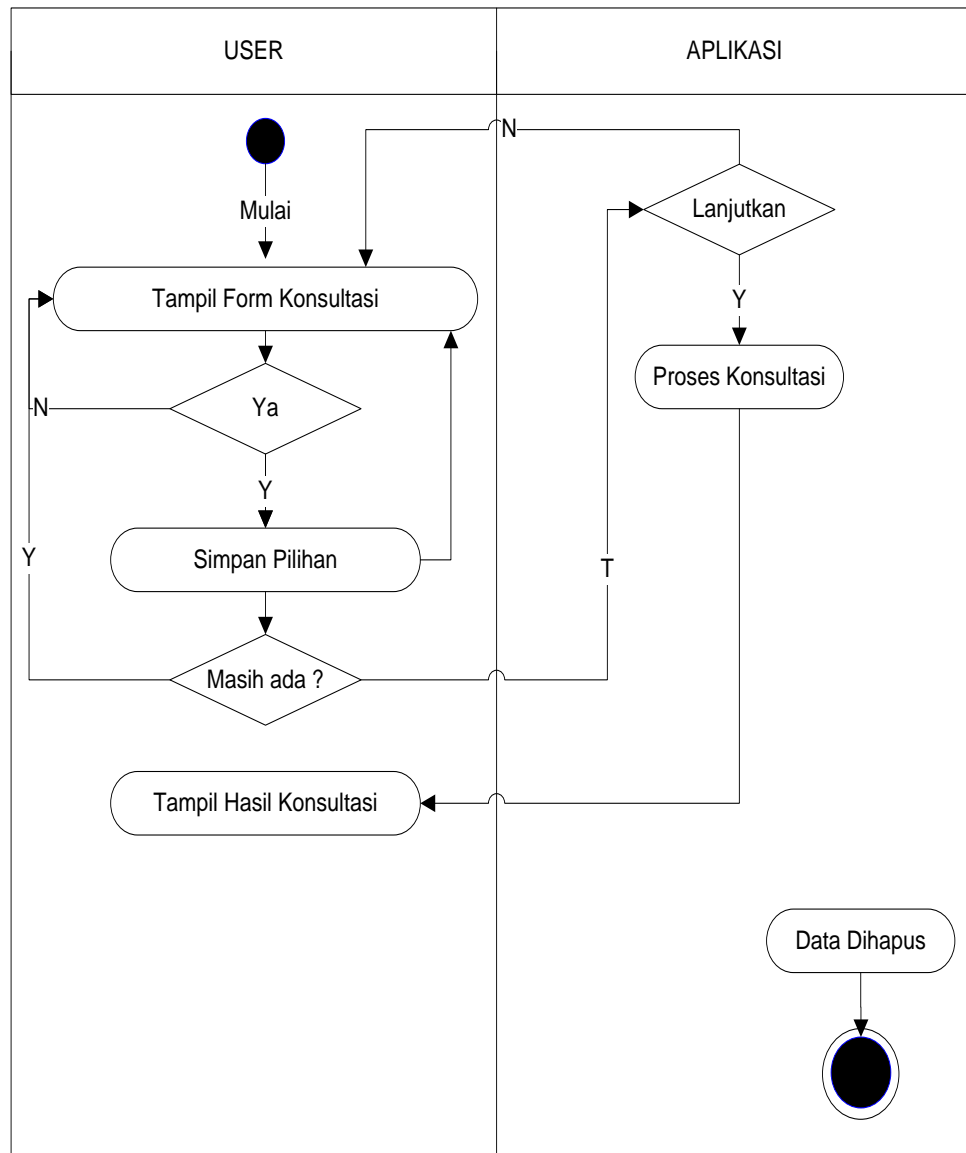 USER
APLIKASI
N
Mulai
Lanjutkan
Tampil Form Konsultasi
Y
Proses Konsultasi
N
Ya
Y
Simpan Pilihan
Y
T
Masih ada ?
Tampil Hasil Konsultasi
Data Dihapus